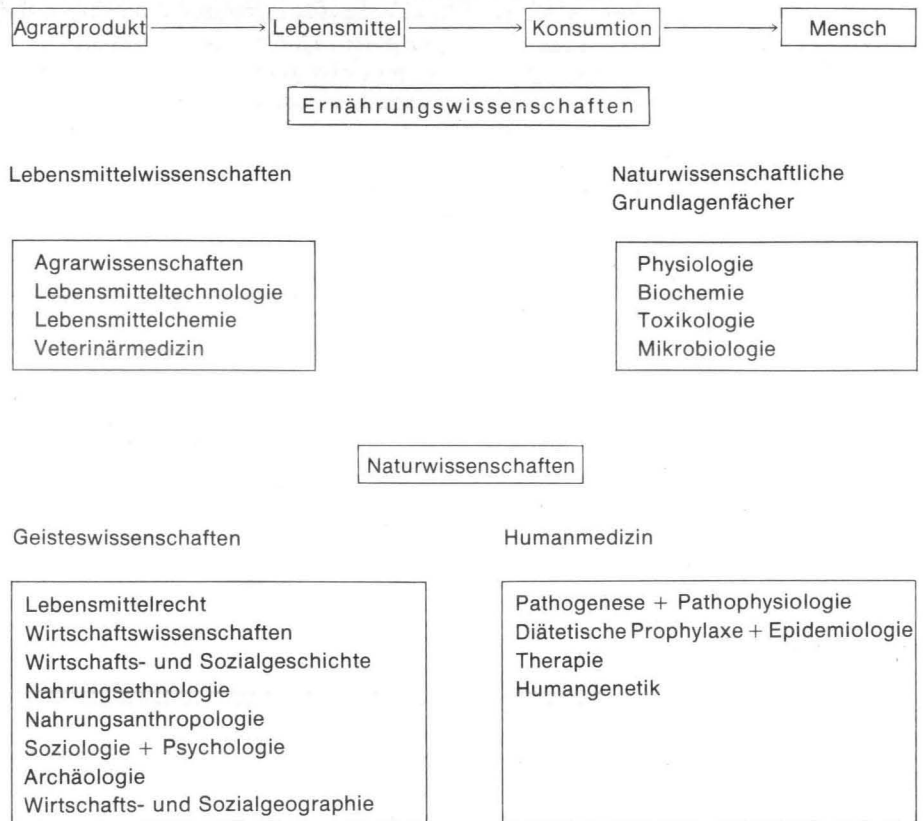 Agrarprodukt Lebensmittel Konsumtion Mensch
Ernährungswissenschaften
Lebensmittelwissenschaften
Naturwissenschaftliche
Grundlagenfächer
Agrarwissenschaften
Lebensmitteltechnologie
Lebensmittelchemie
Veterinärmedizin
Physiologie
Biochemie
Toxikologie
Mikrobiologie
Naturwissenschaften
Geisteswissenschaften
Lebensmittelrecht
Wirtschaftswissenschaften
Wirtschafts- und Sozialgeschichte
Nahrungsethnologie
Nahrungsanthropologie
Soziologie + Psychologie
Archäologie
Wirtschafts- und Sozialgeographie
Humanmedizin
Pathogenese + Pathophysiologie
Diätetische Prophylaxe + Epidemiologie
Therapie
Humangenetik